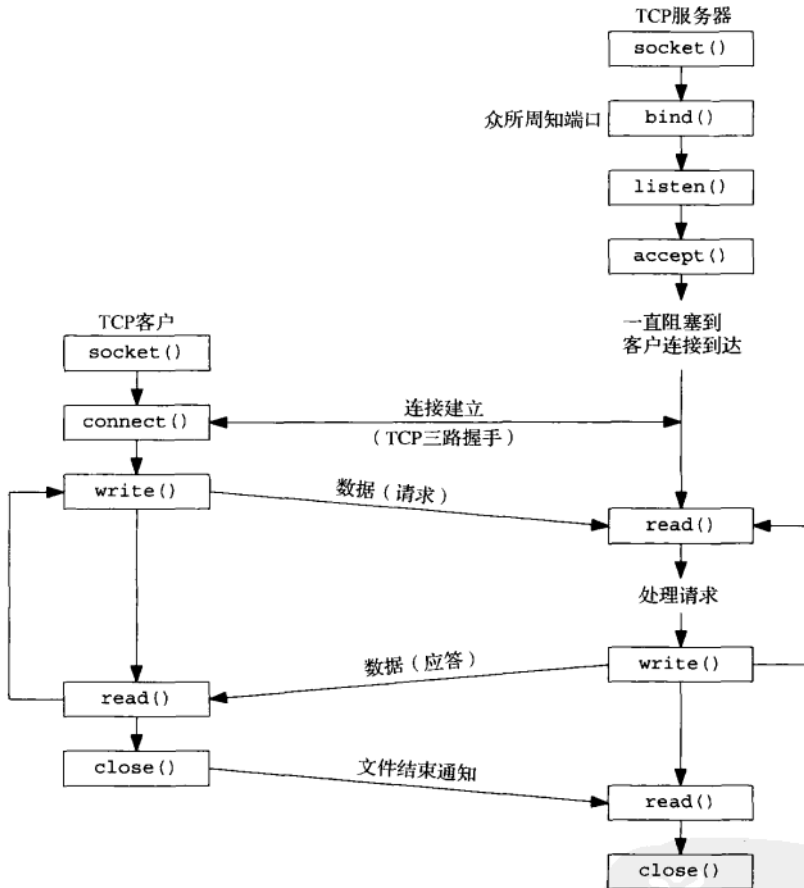 TCP服务器
socket()
众所周知端口
bind()
listen()
accept()
一直阻塞到
客户连接到达
TCP客户
socket()
connect()
连接建立
（TCP三路握手）
write()
数据（请求）
read()
处理请求
数据（应答）
write()
read()
close()
文件结束通知
read()
close()